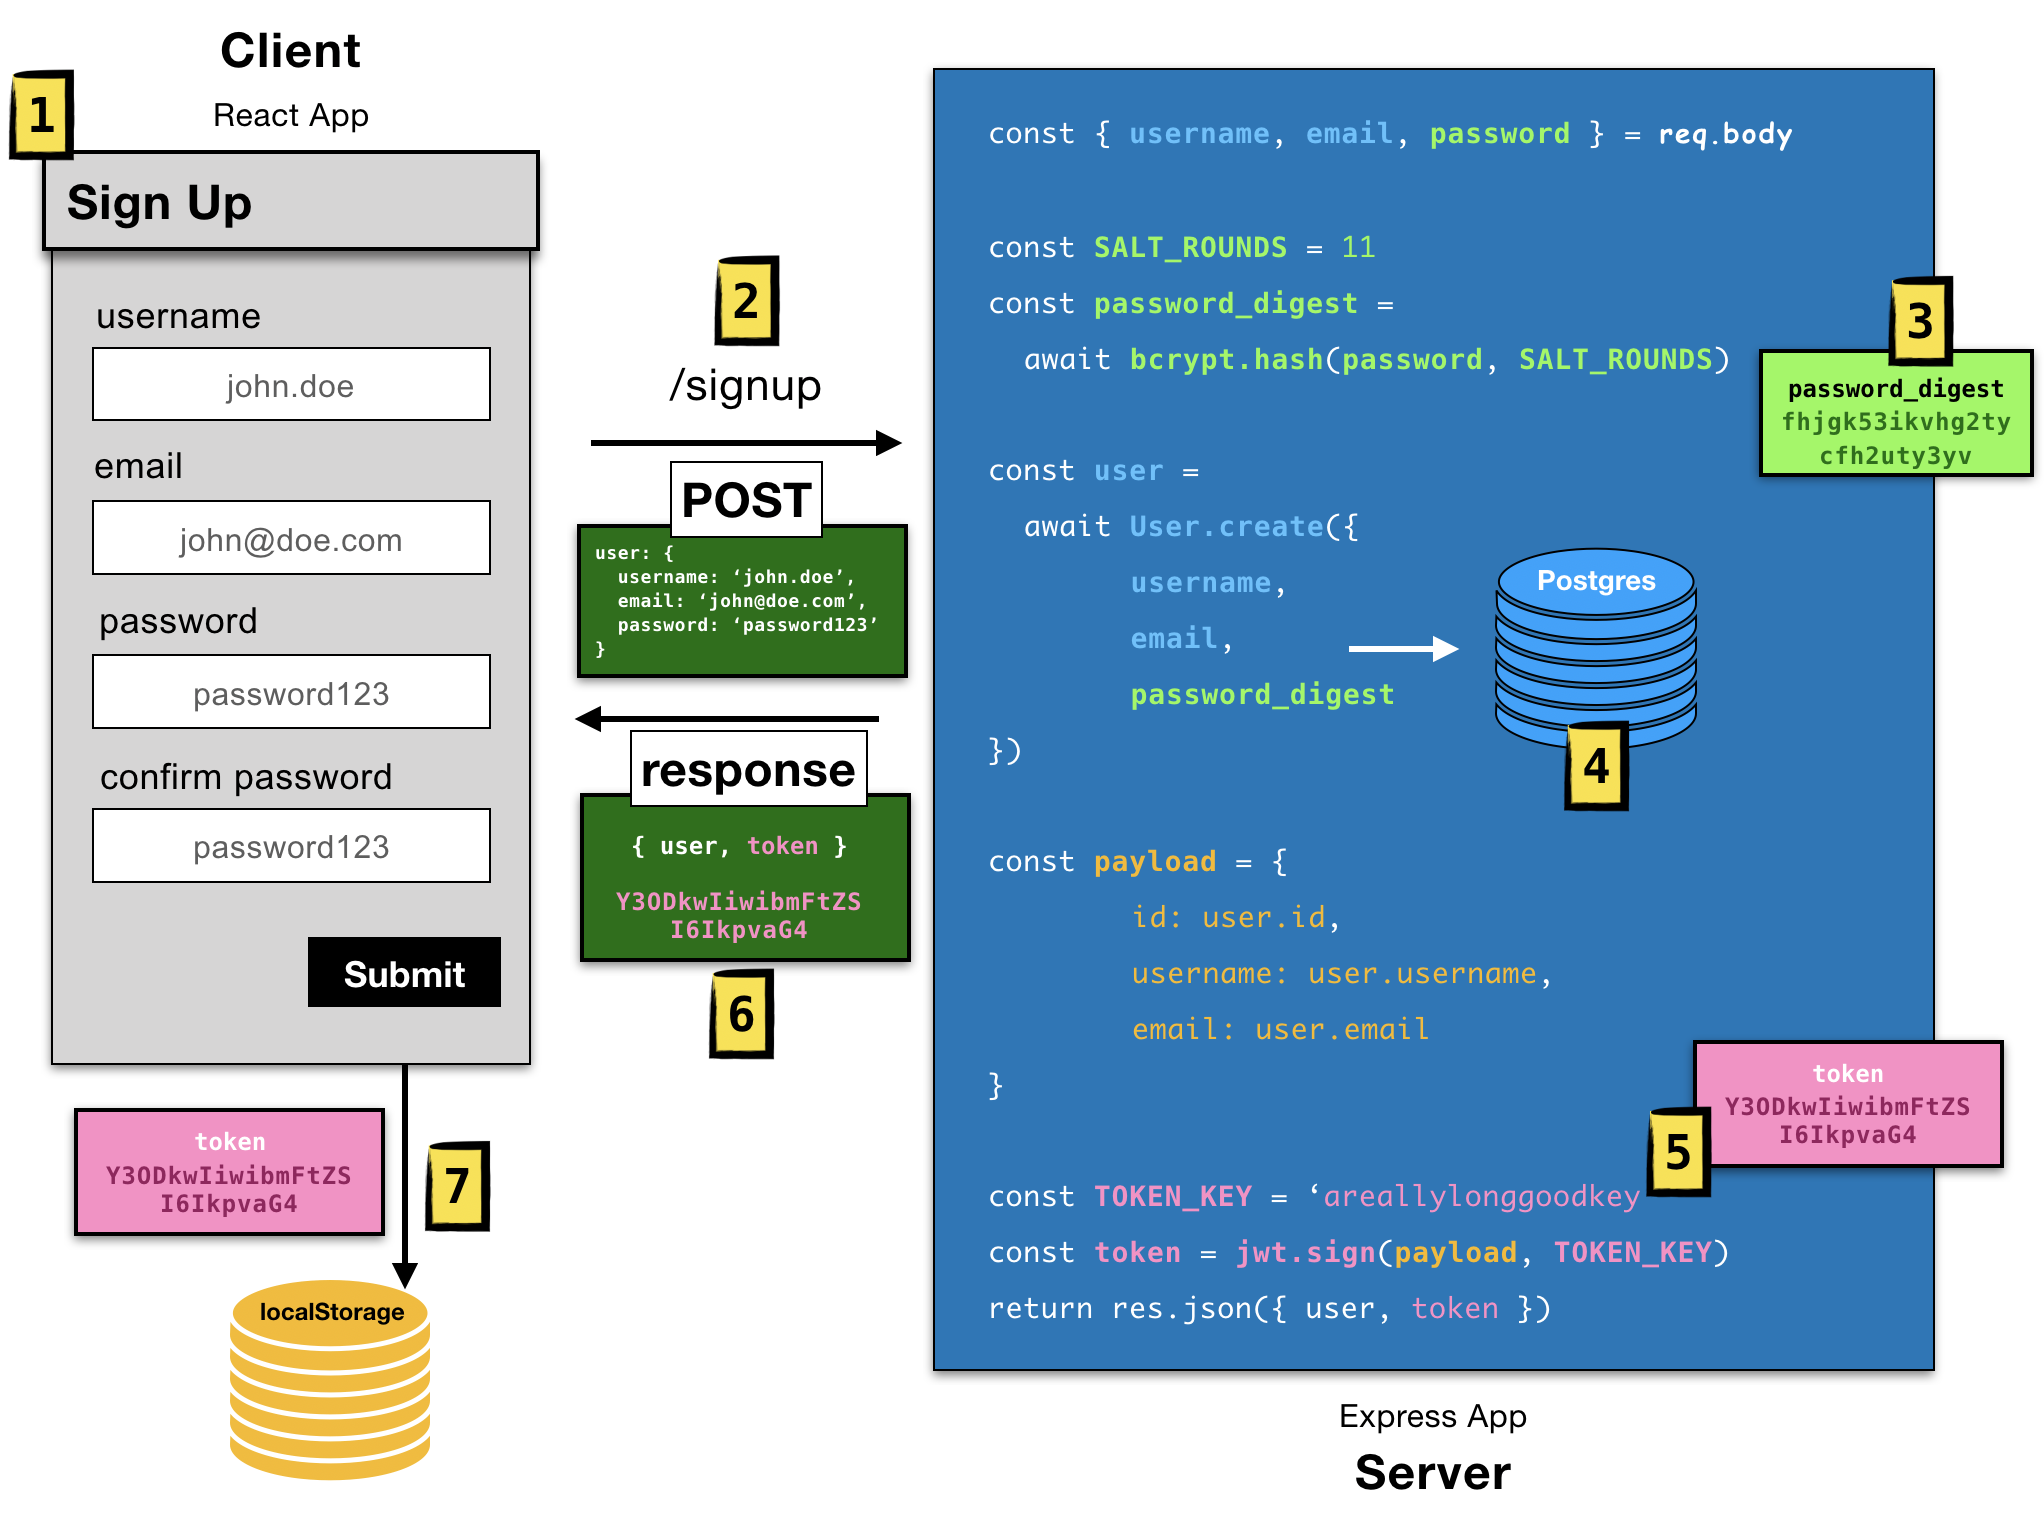 Client
React App
1
Sign Up
username
john.doe
email
john@doe.com
password
password123
confirm password
password123
Submit
2
/signup
POST
user: {
username: ‘john.doe’,
email: ‘john@doe.com’,
password: ‘password123’
}
response
{ user, token }
Y3ODkwIiwibmFtZS
I6IkpvaG4
6
token
Y3ODkwIiwibmFtZS
I6IkpvaG4
7
localStorage
const { username, email, password } = req.body
const SALT_ROUNDS = 11
const password_digest =
await bcrypt.hash(password, SALT_ROUNDS)
3
password_digest
fhjgk53ikvhg2ty
cfh2uty3yv
const user =
await User.create({
username,
email,
password_digest
})
Postgres
4
const payload = {
id: user.id,
username: user.username,
email: user.email
}
token
Y3ODkwIiwibmFtZS
I6IkpvaG4
5
const TOKEN_KEY = ‘areallylonggoodkey
const token = jwt.sign(payload, TOKEN_KEY)
return res.json({ user, token })
Express App
Server